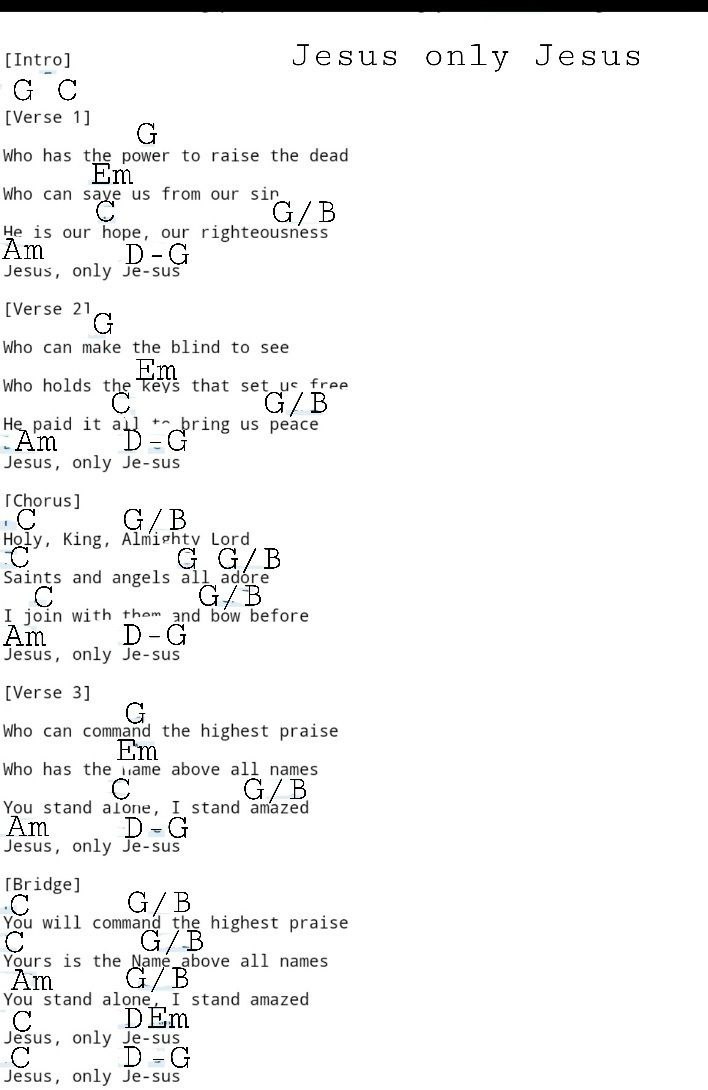 Jesus only Jesus
[Intro]
G C
[Verse 1]
G
Who has the power to raise the dead
Em
Who can save us from our sin
C G/B
He is our hope, our righteousness
Am D-G
Jesus, only Je-sus
[Verse 2]
G
Who can make the blind to see
Em
Who holds the keys that set us free
C G/B
He paid it all to bring us peace
Am D-G
Jesus, only Je-sus
[Chorus]
C G/B
Holy, King, Almighty Lord
C G G/B
Saints and angels all adore
C G/B
I join with them and bow before
Am D-G
Jesus, only Je-sus
[Verse 3]
G
Who can command the highest praise
Em
Who has the name above all names
C G/B
You stand alone, I stand amazed
Am D-G
Jesus, only Je-sus
[Bridge]
C G/B
You will command the highest praise
C G/B
Yours is the Name above all names
Am G/B
You stand alone, I stand amazed
C D Em
Jesus, only Je-sus
C D-G
Jesus, only Je-sus